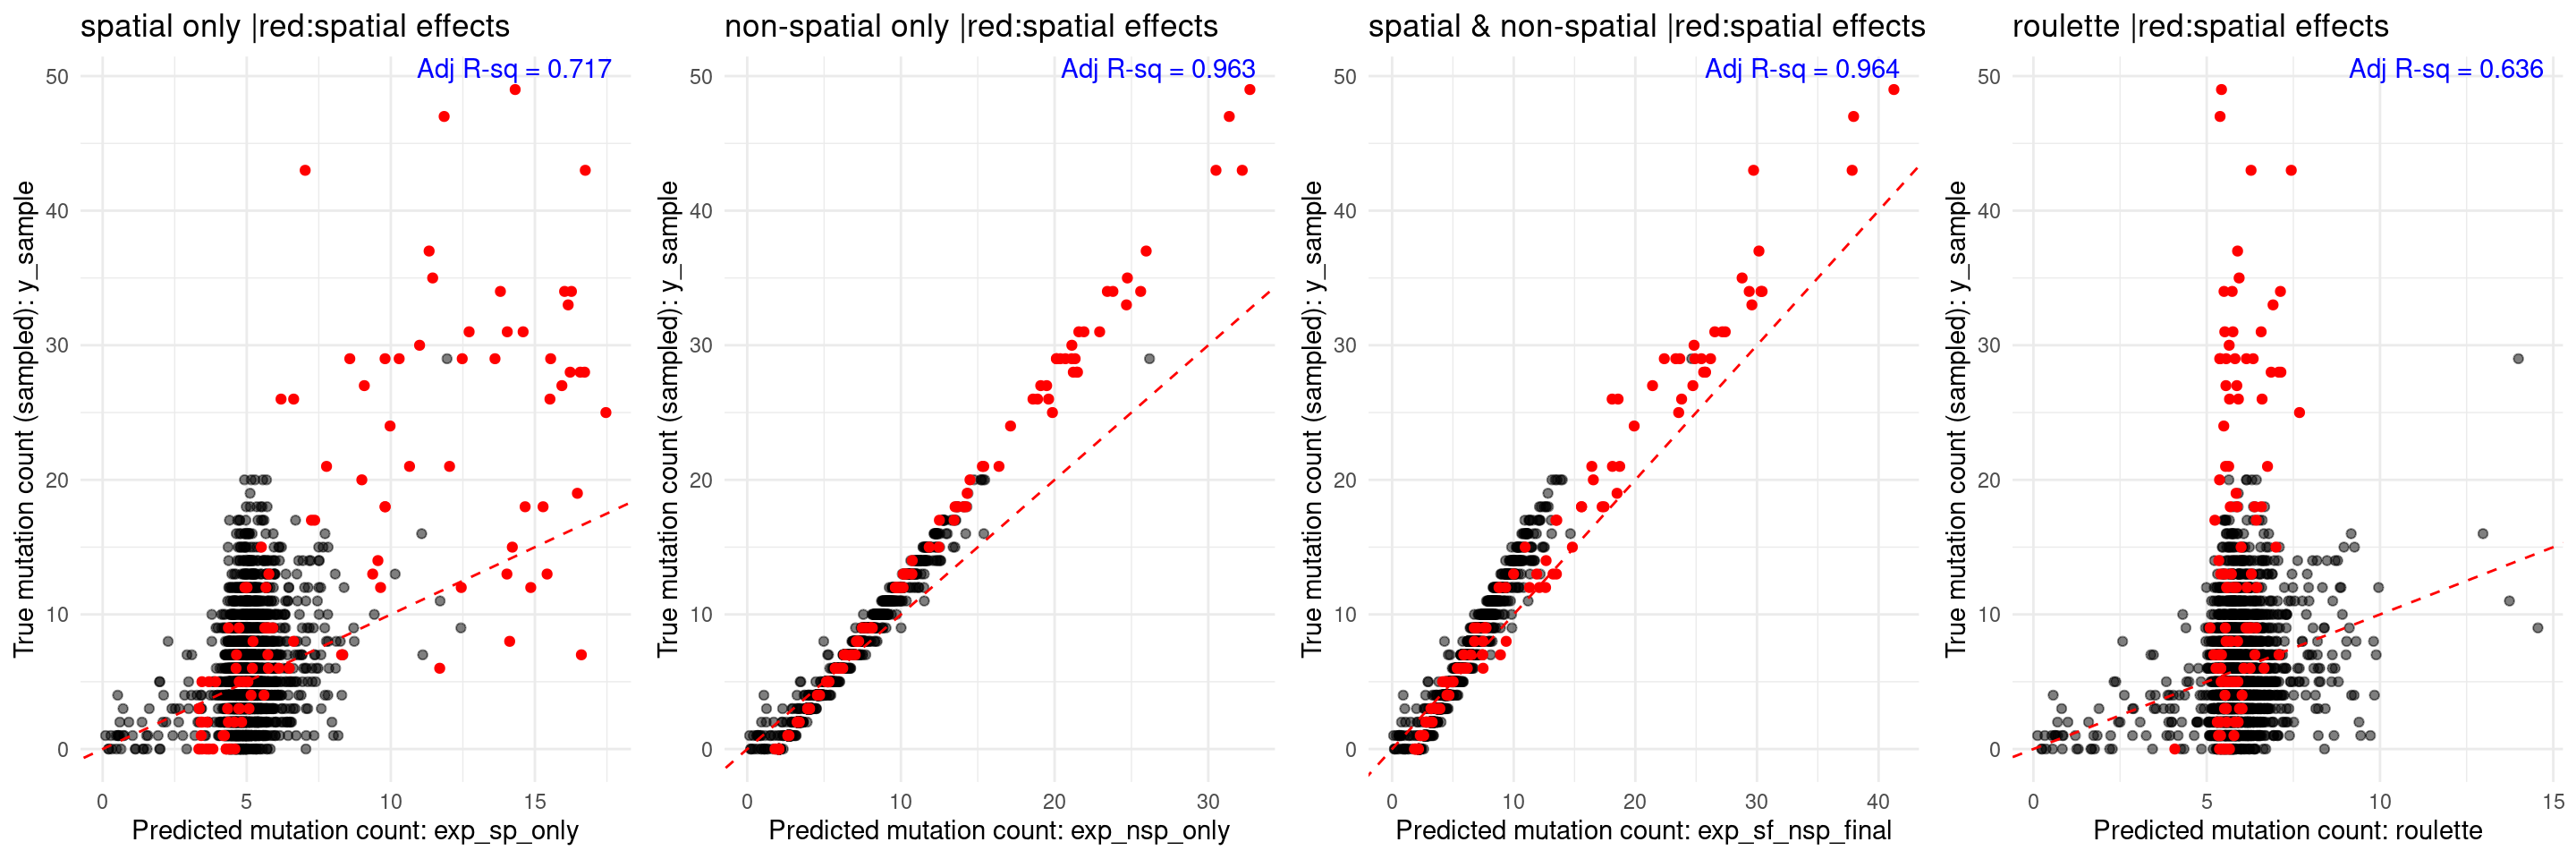 spatial only |red:spatial effects
Adj R-sq = 0.717
True mutation count (sampled): y_sample
50
40
30
20
10
0
0 5 10 15
Predicted mutation count: exp_sp_only
non-spatial only |red:spatial effects
Adj R-sq = 0.963
True mutation count (sampled): y_sample
50
40
30
20
10
0
0 10 20 30
Predicted mutation count: exp_nsp_only
spatial & non-spatial |red:spatial effects
Adj R-sq = 0.964
True mutation count (sampled): y_sample
50
40
30
20
10
0
0 10 20 30 40
Predicted mutation count: exp_sf_nsp_final
roulette |red:spatial effects
Adj R-sq = 0.636
True mutation count (sampled): y_sample
50
40
30
20
10
0
0 5 10 15
Predicted mutation count: roulette